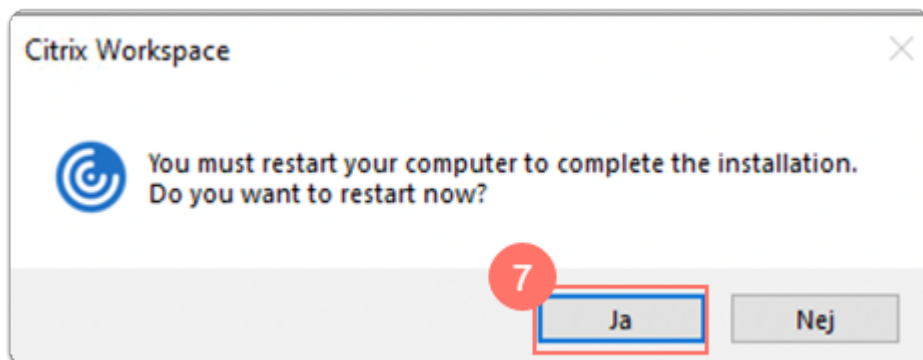 Citrix Workspace
You must restart your computer to complete the installation.
Do you want to restart now?
7
Ja
Nej